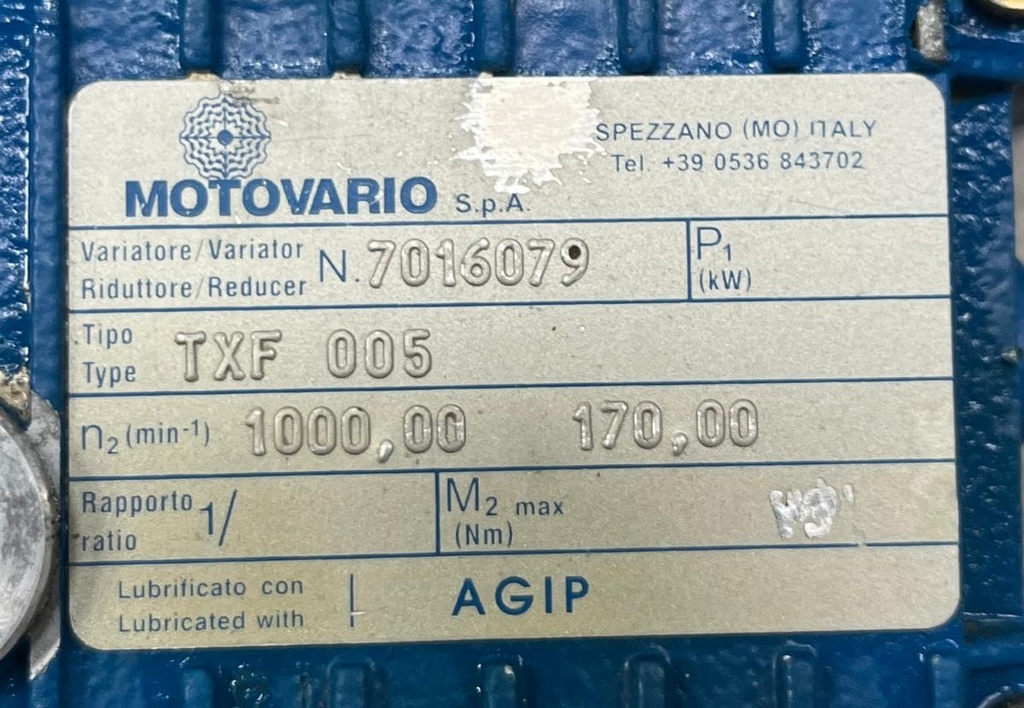 SPEZZANO (MO) ITALY
Tel. +39 0536 843702
MOTOVARIO S.p.A.
Variatore/Variator
Riduttore/Reducer
N. 7016079
P1
(kW)
Tipo
Type
TXF 005
n2 (min-1) 1000,00 170,00
Rapporto
ratio
1/
M2 max
(Nm)
Lubrificato con
Lubricated with
AGIP